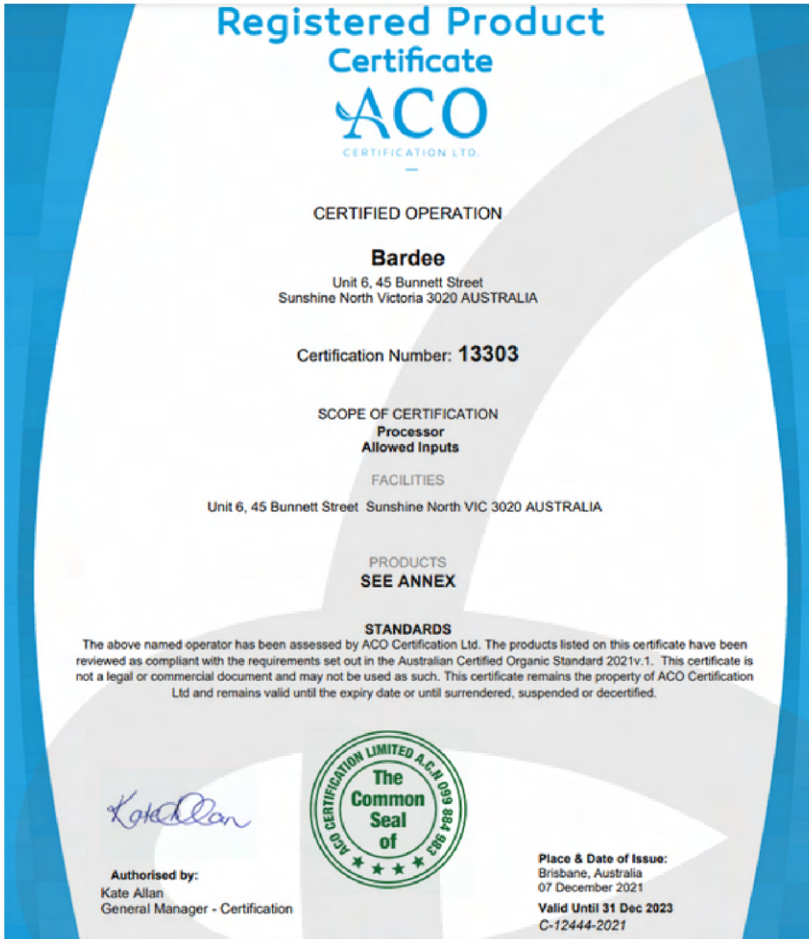 Registered Product
Certificate
ACO
CERTIFICATION LTD.
CERTIFIED OPERATION
Bardee
Unit 6, 45 Bunnett Street
Sunshine North Victoria 3020 AUSTRALIA
Certification Number: 13303
SCOPE OF CERTIFICATION
Processor
Allowed Inputs
FACILITIES
Unit 6, 45 Bunnett Street Sunshine North VIC 3020 AUSTRALIA
PRODUCTS
SEE ANNEX
STANDARDS
The above named operator has been assessed by ACO Certification Ltd. The products listed on this certificate have been
reviewed as compliant with the requirements set out in the Australian Certified Organic Standard 2021v.1. This certificate is
not a legal or commercial document and may not be used as such. This certificate remains the property of ACO Certification
Ltd and remains valid until the expiry date or until surrendered, suspended or decertified.
ACO CERTIFICATION LIMITED A.C.N 099 884 983
The
Common
Seal
of
Kate Allan
Authorised by:
Kate Allan
General Manager - Certification
Place & Date of Issue:
Brisbane, Australia
07 December 2021
Valid Until 31 Dec 2023
C-12444-2021